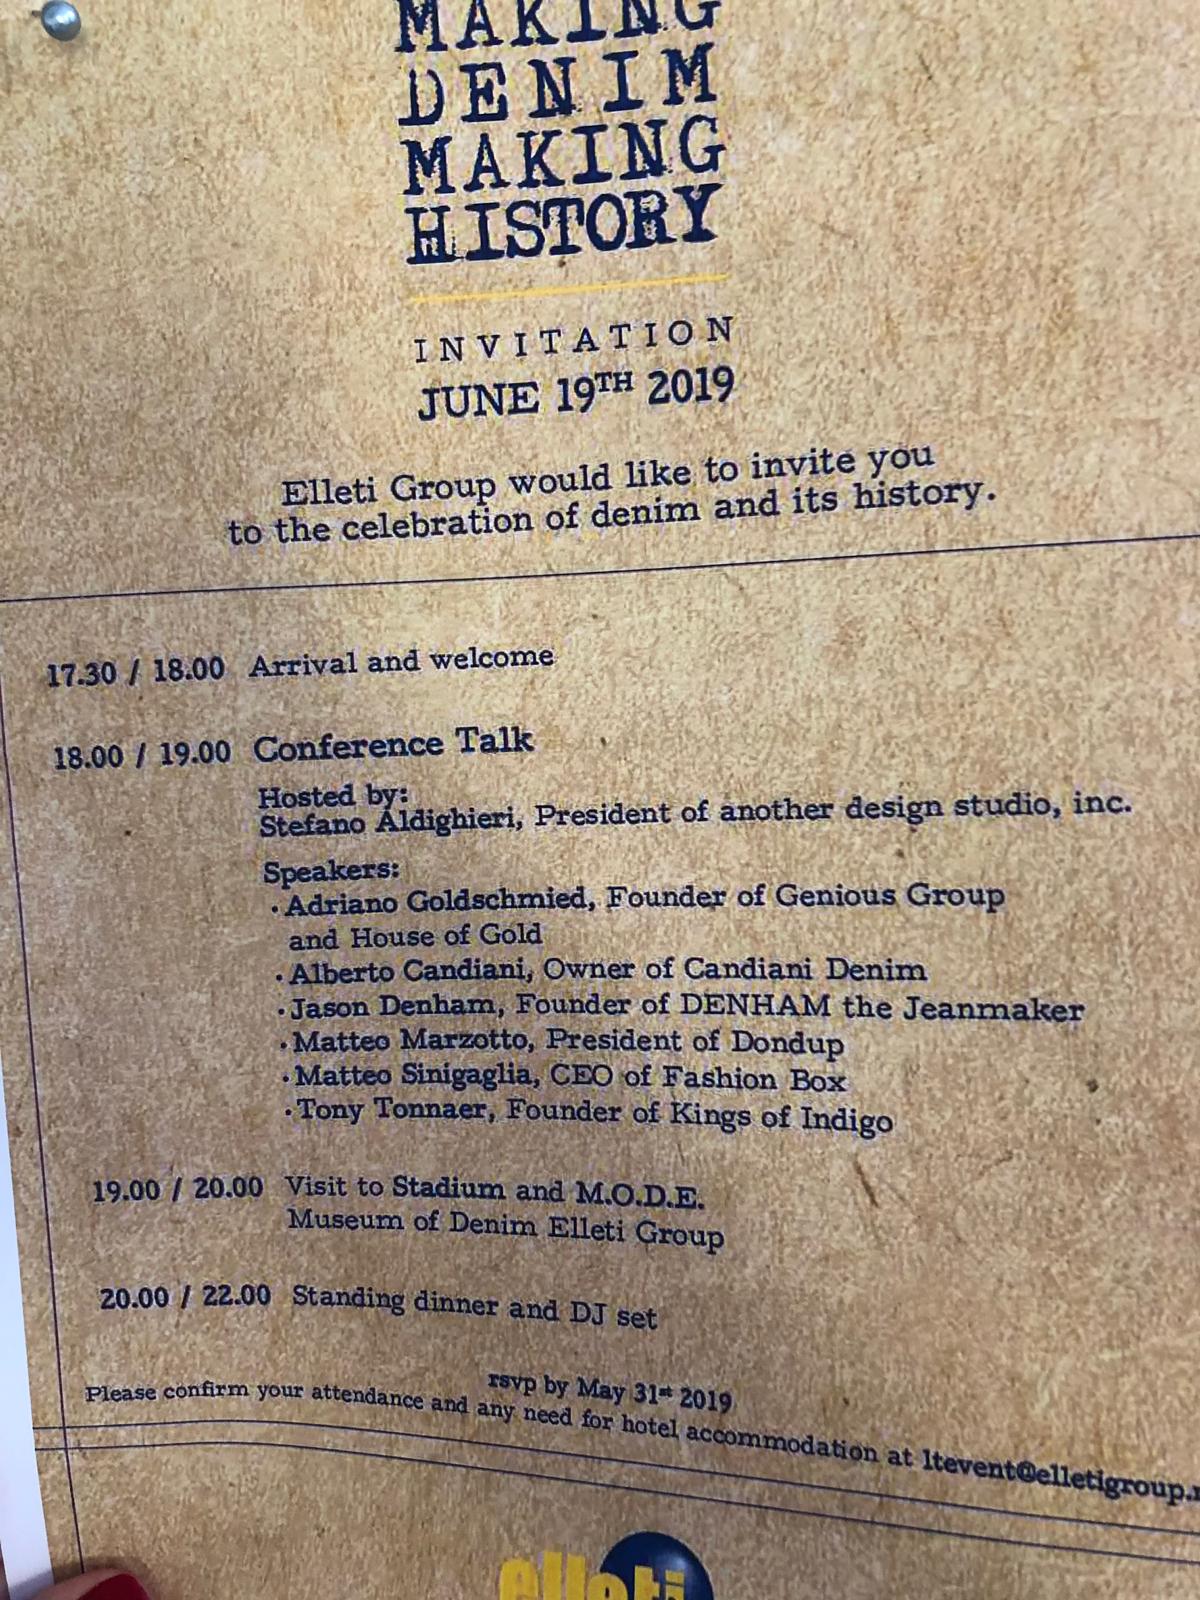 MAKING
DENIM
MAKING
HISTORY
INVITATION
JUNE 19TH 2019
Elleti Group would like to invite you
to the celebration of denim and its history.
17.30 / 18.00 Arrival and welcome
18.00 / 19.00 Conference Talk
Hosted by:
Stefano Aldighieri, President of another design studio, inc.
Speakers:
· Adriano Goldschmied, Founder of Genious Group
and House of Gold
· Alberto Candiani, Owner of Candiani Denim
· Jason Denham, Founder of DENHAM the Jeanmaker
· Matteo Marzotto, President of Dondup
· Matteo Sinigaglia, CEO of Fashion Box
· Tony Tonnaer, Founder of Kings of Indigo
19.00 / 20.00 Visit to Stadium and M.O.D.E.
Museum of Denim Elleti Group
20.00 / 22.00 Standing dinner and DJ set
rsvp by May 31st 2019
Please confirm your attendance and any need for hotel accommodation at ltevent@elletigroup.
elleti